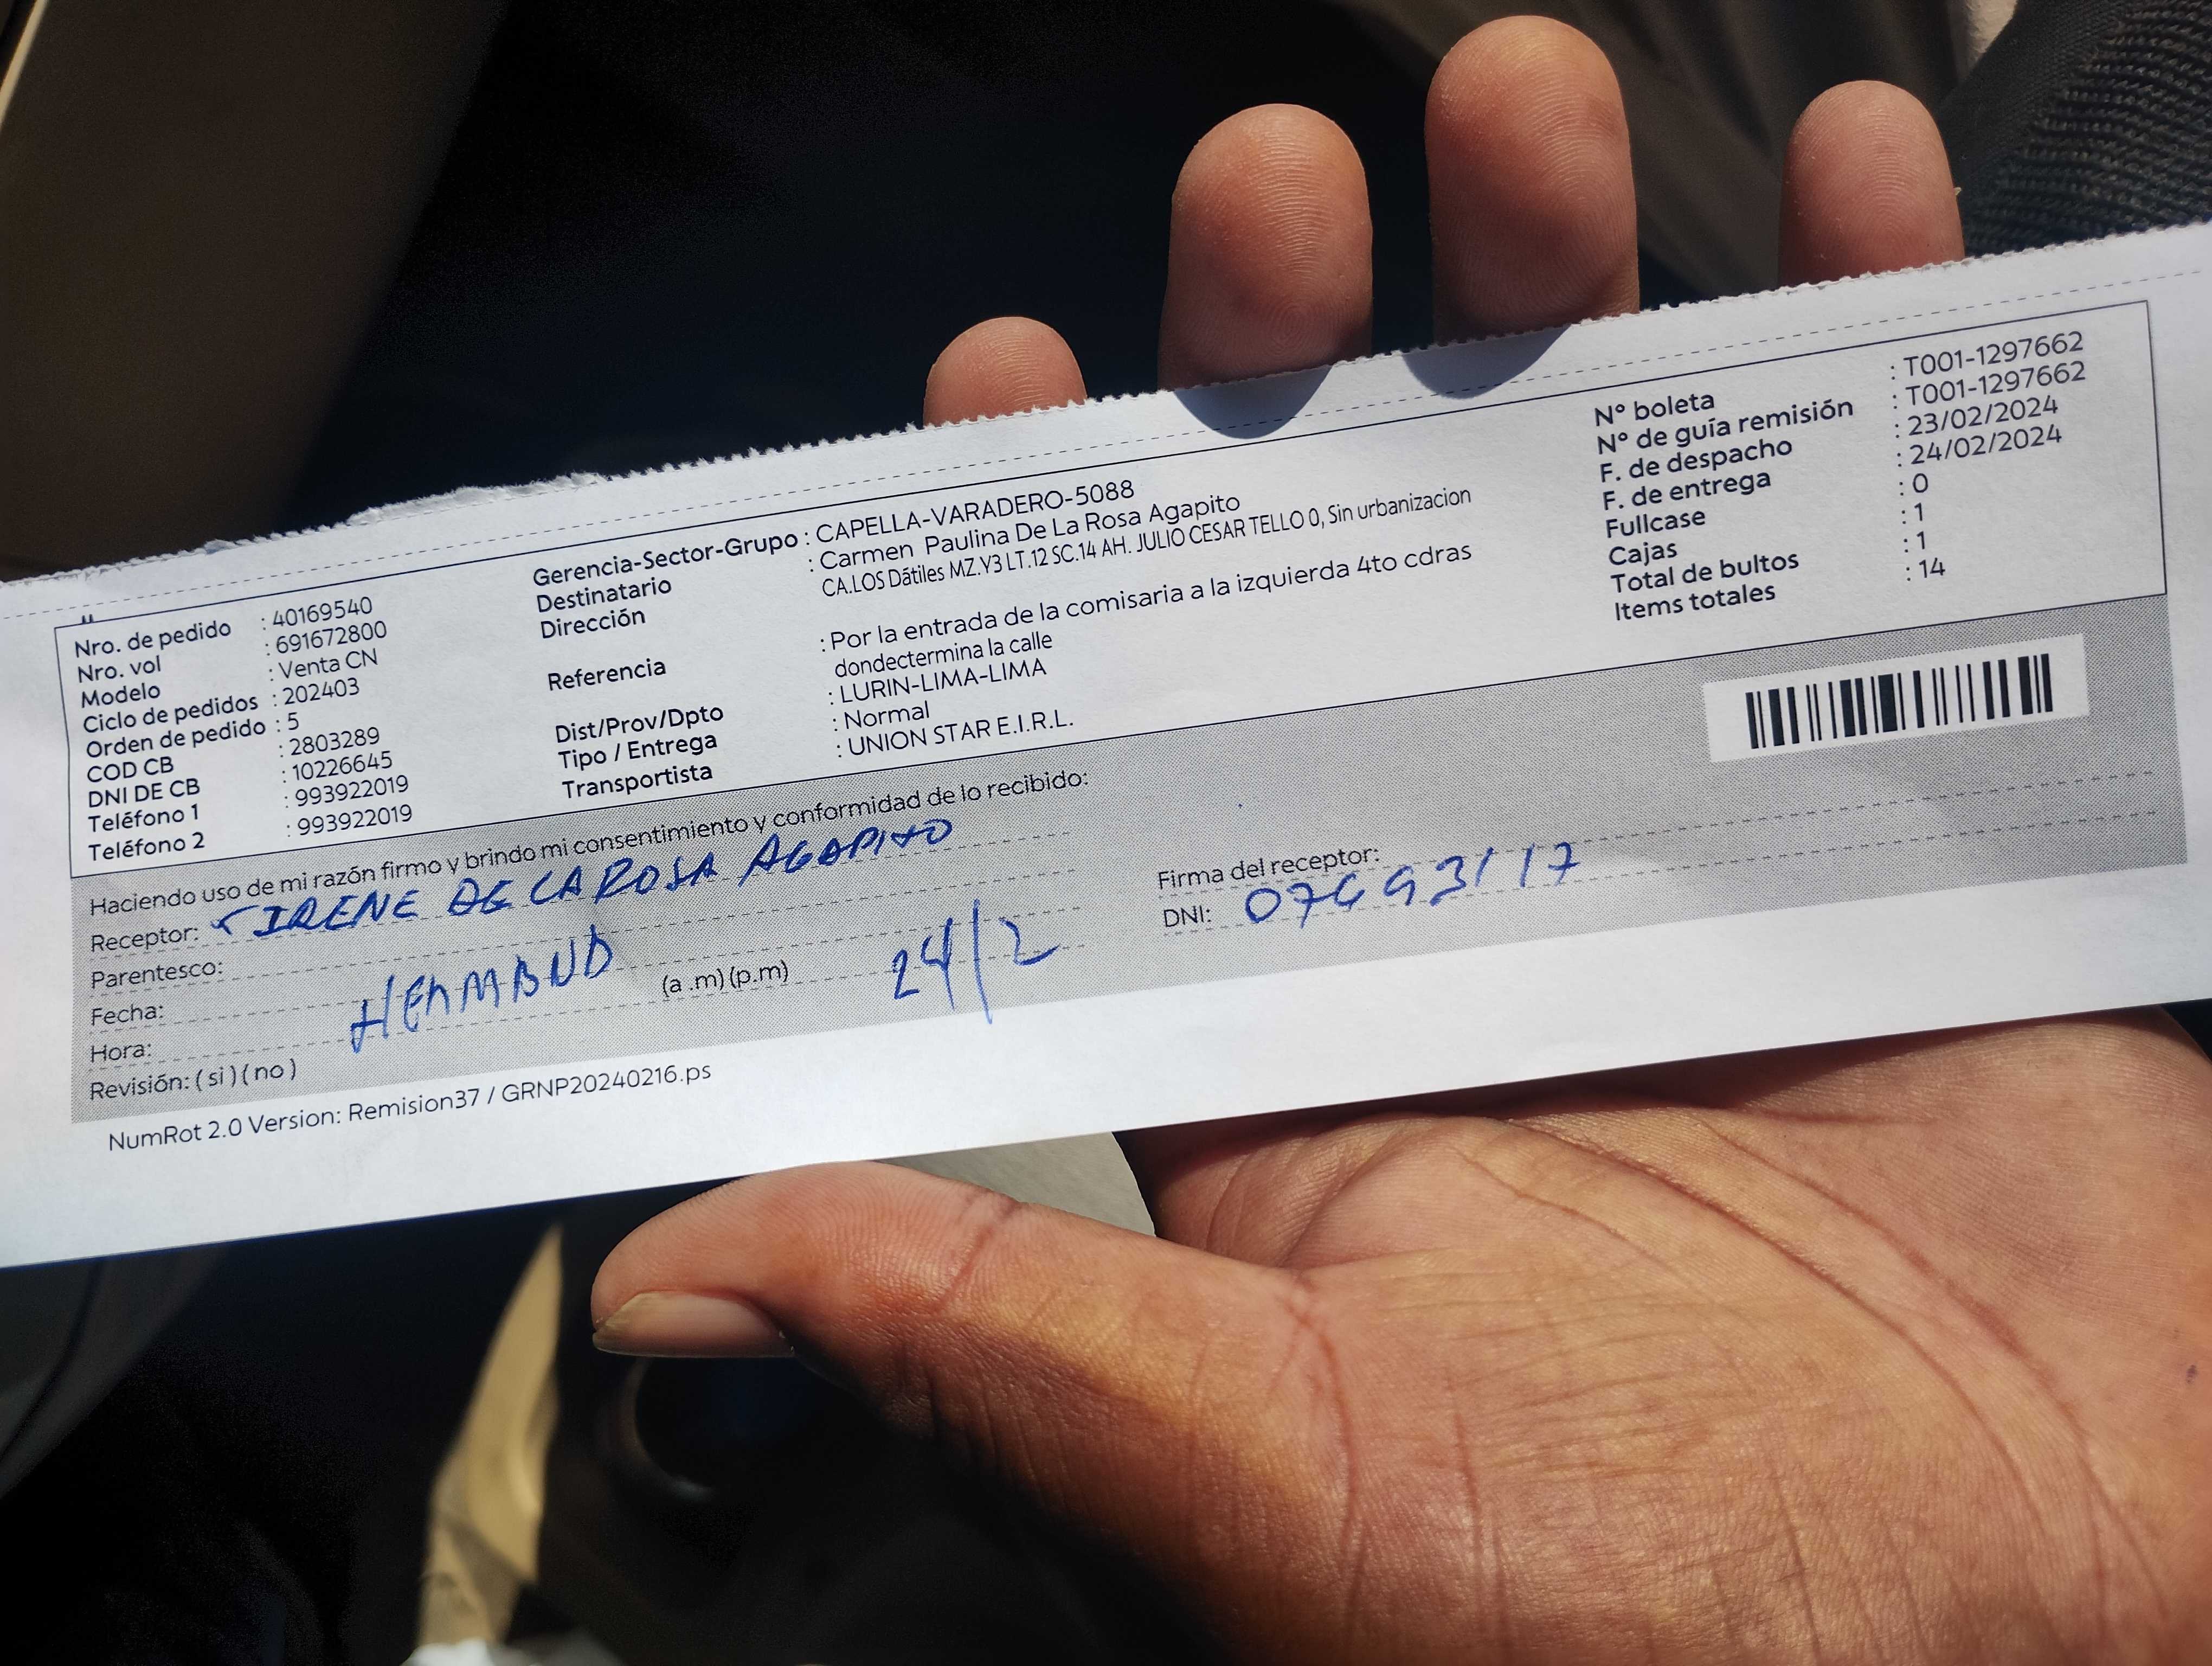 Nro. de pedido : 40169540
Nro. vol : 691672800
Modelo : Venta CN
Ciclo de pedidos : 202403
Orden de pedido : 5
COD CB : 2803289
DNI DE CB : 10226645
Teléfono 1 : 993922019
Teléfono 2 : 993922019
Gerencia-Sector-Grupo : CAPELLA-VARADERO-5088
Destinatario : Carmen Paulina De La Rosa Agapito
Dirección CA.LOS Dátiles MZ.Y3 LT.12 SC.14 AH. JULIO CESAR TELLO 0, Sin urbanizacion
Referencia : Por la entrada de la comisaria a la izquierda 4to cdras
dondectermina la calle
Dist/Prov/Dpto : LURIN-LIMA-LIMA
Tipo / Entrega : Normal
Transportista : UNION STAR E.I.R.L.
N° boleta : T001-1297662
N° de guía remisión : T001-1297662
F. de despacho : 23/02/2024
F. de entrega : 24/02/2024
Fullcase : 0
Cajas : 1
Total de bultos : 1
Items totales : 14
Haciendo uso de mi razón firmo y brindo mi consentimiento y conformidad de lo recibido:
Receptor: IRENE DE LA ROSA AGAPITO
Parentesco:
Fecha:
Hora: (a .m) (p.m) 24/2
Revisión: ( si ) ( no )
Firma del receptor:
DNI:
NumRot 2.0 Version: Remision37 / GRNP20240216.ps